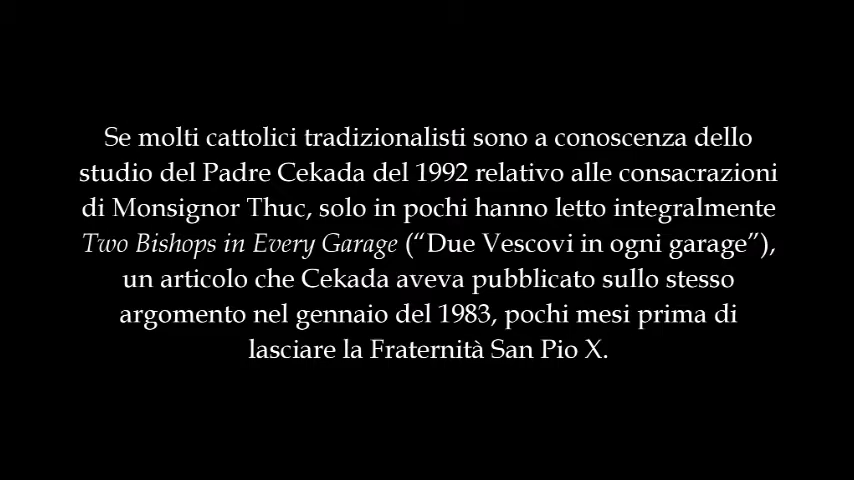 Se molti cattolici tradizionalisti sono a conoscenza dello
studio del Padre Cekada del 1992 relativo alle consacrazioni
di Monsignor Thuc, solo in pochi hanno letto integralmente
Two Bishops in Every Garage (“Due Vescovi in ogni garage”),
un articolo che Cekada aveva pubblicato sullo stesso
argomento nel gennaio del 1983, pochi mesi prima di
lasciare la Fraternità San Pio X.